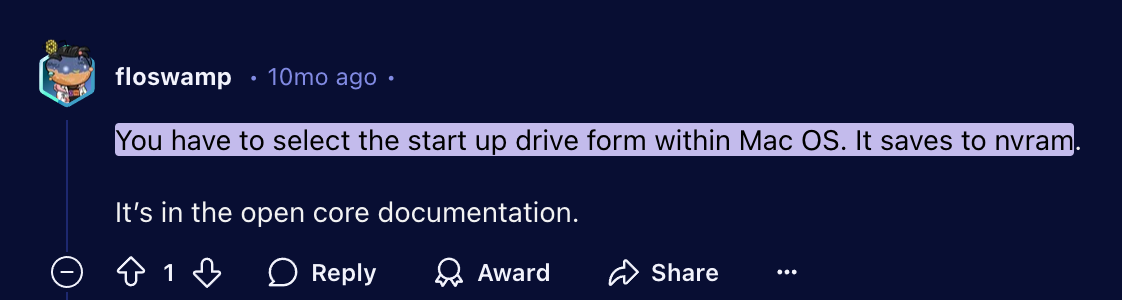 floswamp • 10mo ago •
You have to select the start up drive form within Mac OS. It saves to nvram.
It’s in the open core documentation.
1 Reply Award Share ...